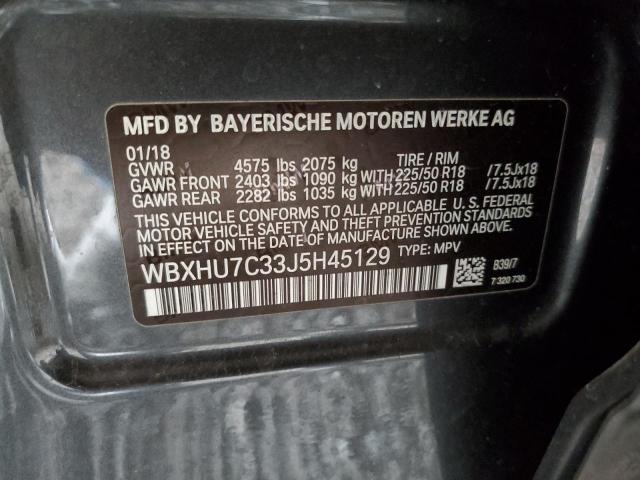 MFD BY BAYERISCHE MOTOREN WERKE AG
01/18
GVWR 4575 lbs 2075 kg TIRE / RIM
GAWR FRONT 2403 lbs 1090 kg WITH 225/50 R18 /7.5Jx18
GAWR REAR 2282 lbs 1035 kg WITH 225/50 R18 /7.5Jx18
THIS VEHICLE CONFORMS TO ALL APPLICABLE U. S. FEDERAL
MOTOR VEHICLE SAFETY, BUMPER, AND THEFT PREVENTION
STANDARDS IN EFFECT ON THE DATE OF MANUFACTURE SHOWN ABOVE.
WBXHU7C33J5H45129 TYPE: MPV
B39/7
7 320 730